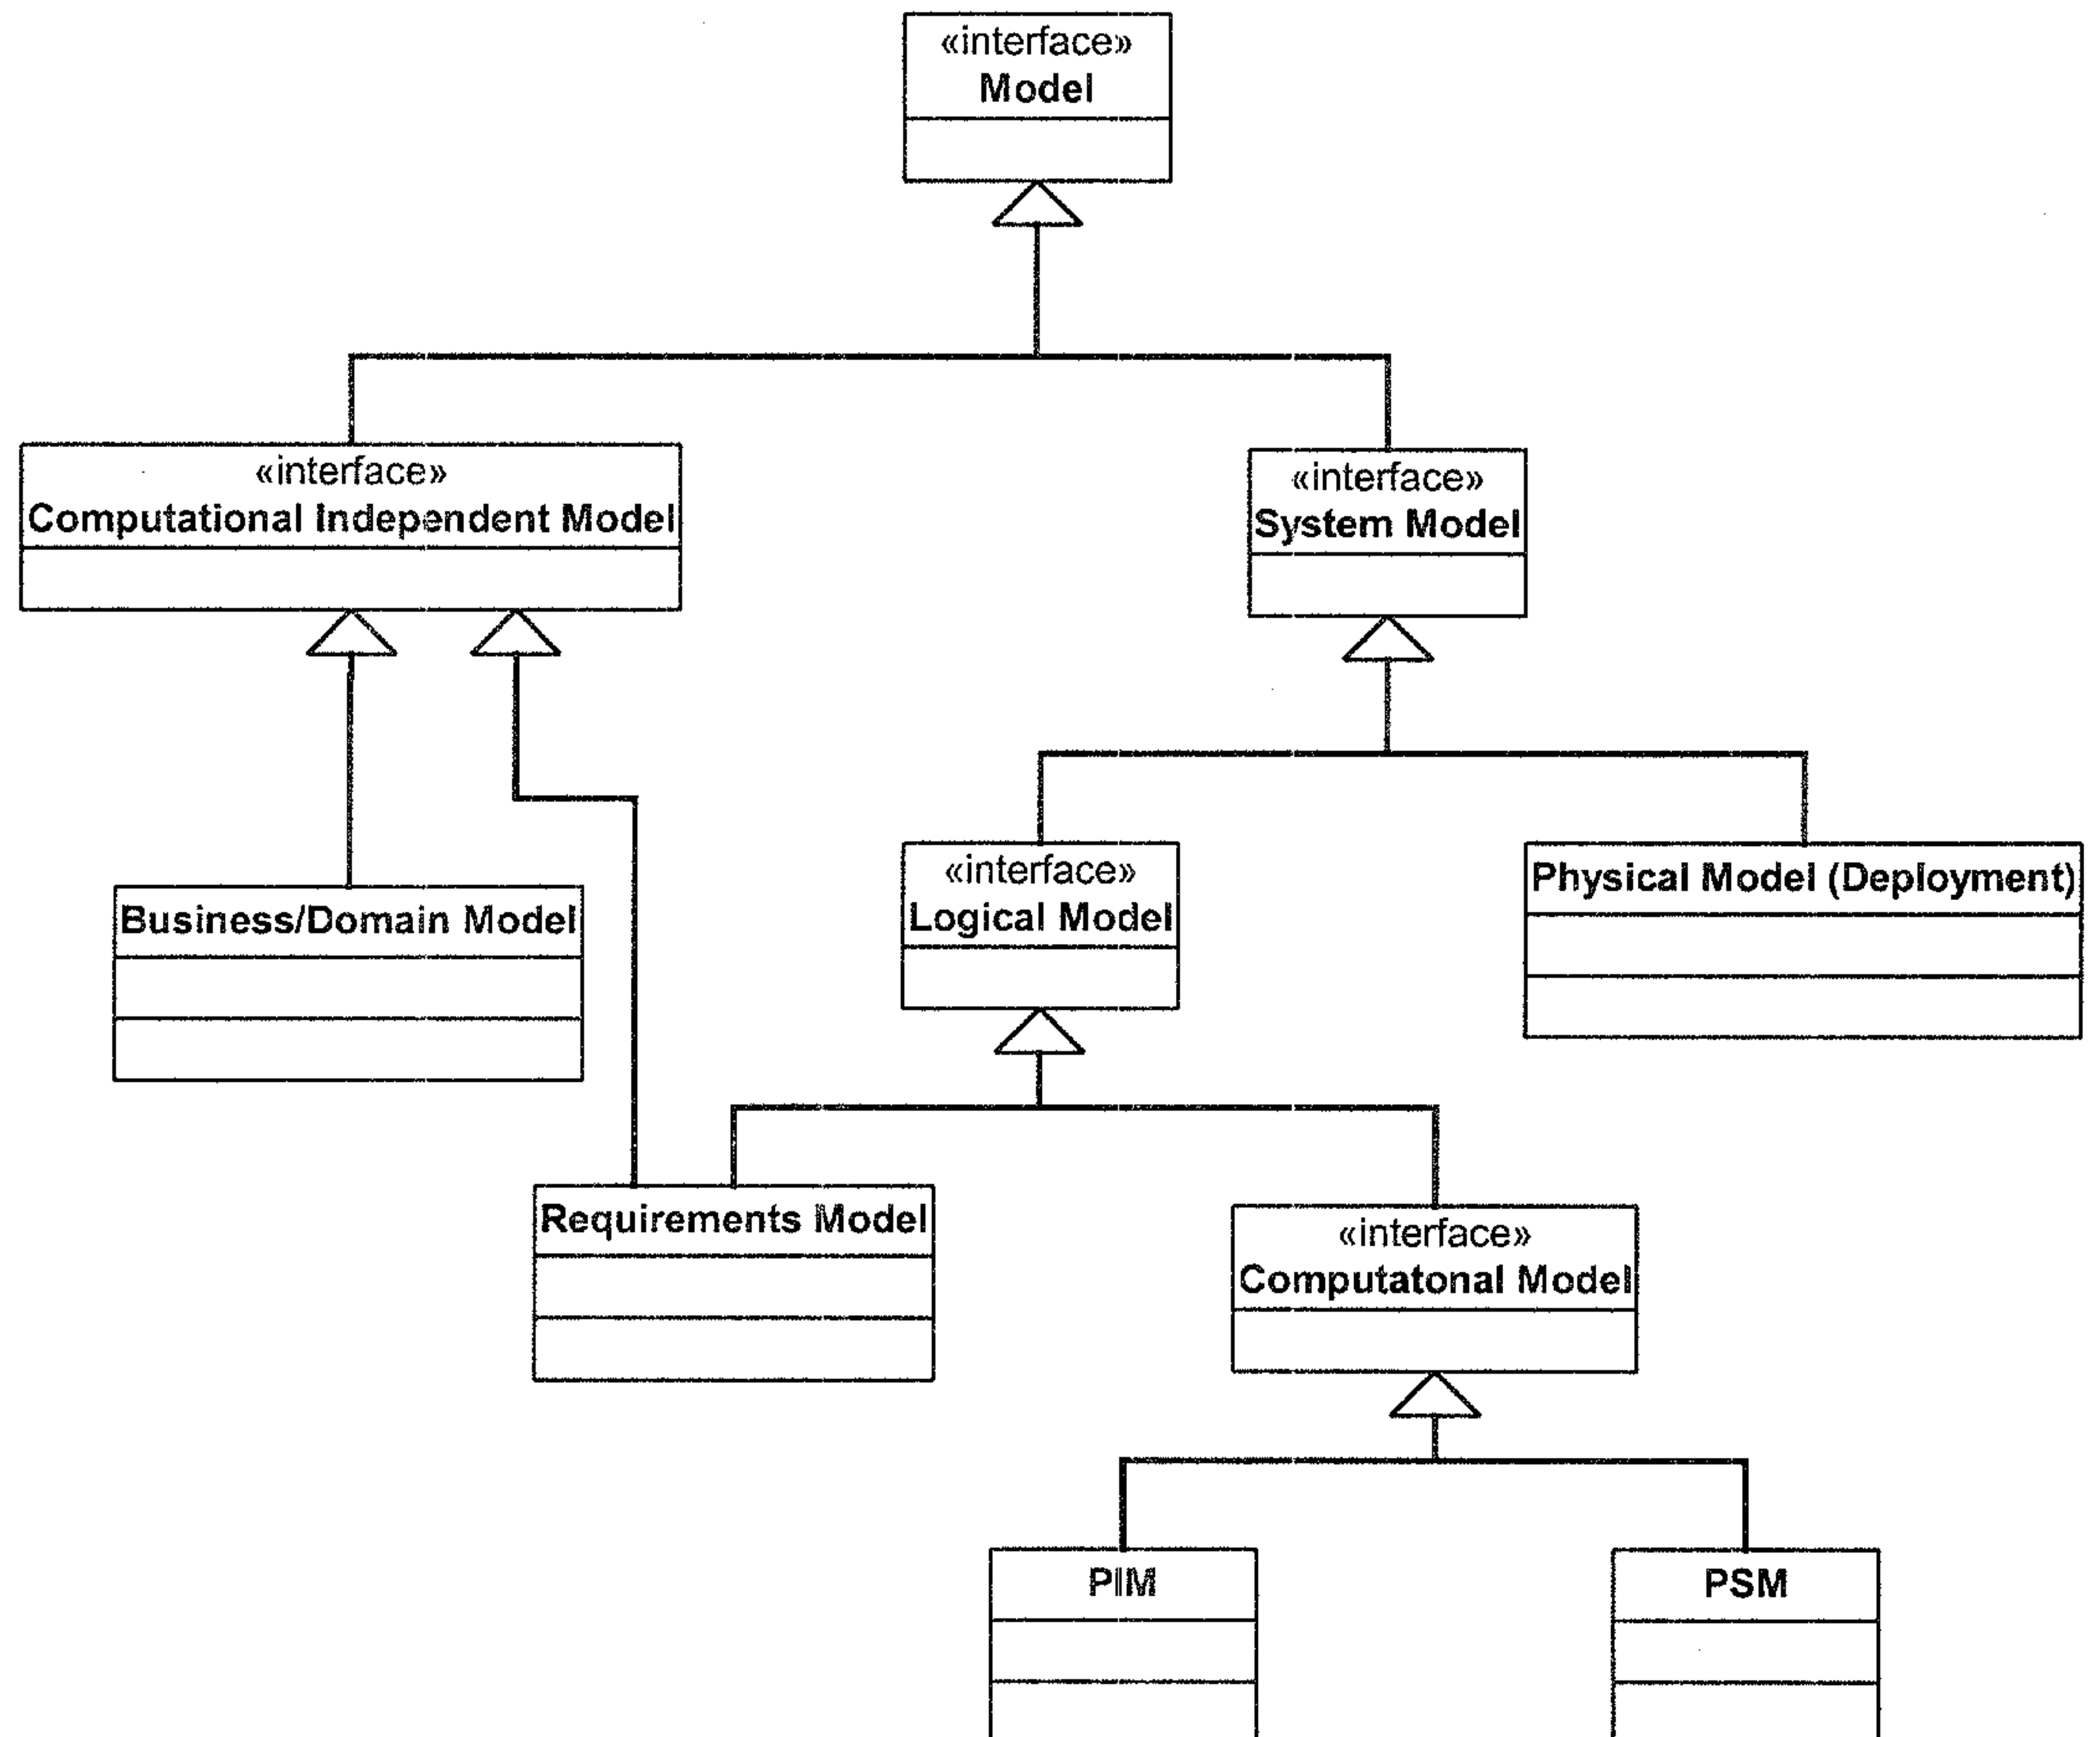 «interface»
Model
«interface»
Computational Independent Model
«interface»
System Model
«interface»
Logical Model
Physical Model (Deployment)
Business/Domain Model
Requirements Model
«interface»
Computatonal Model
PIM
PSM